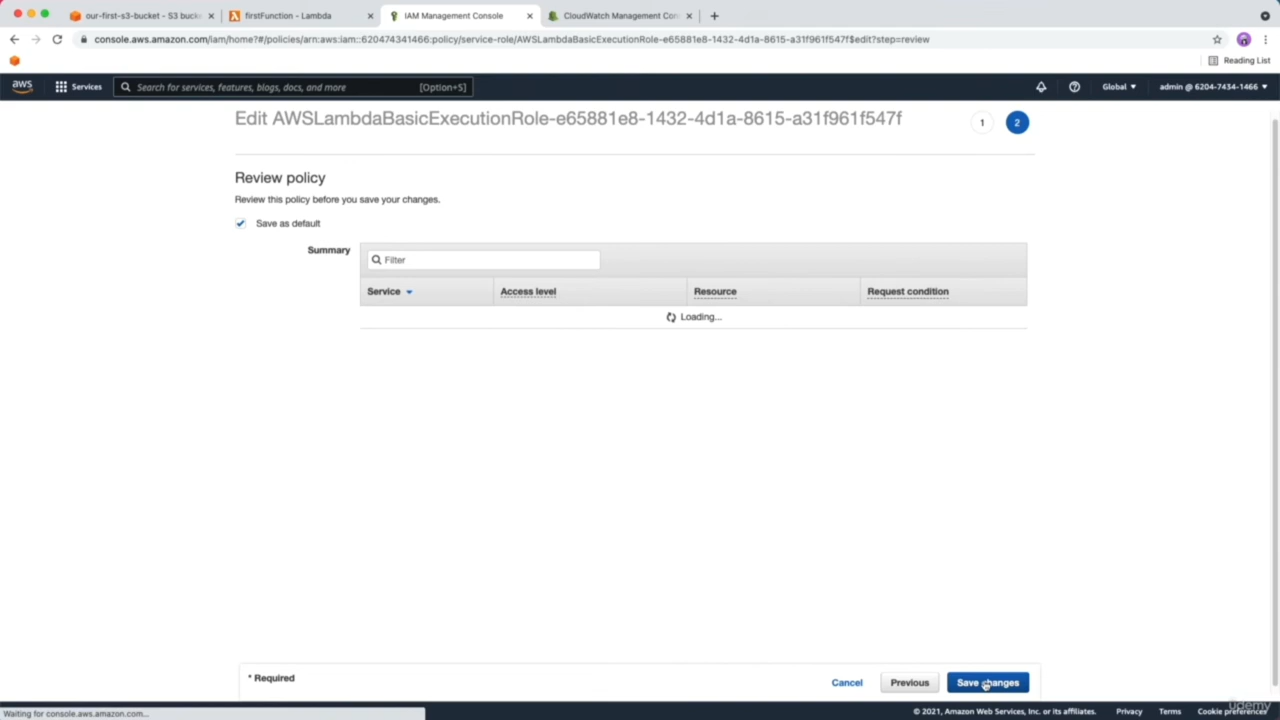 our-first-s3-bucket - S3 bucke
firstFunction - Lambda
IAM Management Console
CloudWatch Management Con
console.aws.amazon.com/iam/home?#/policies/arn:aws:iam::620474341466:policy/service-role/AWSLambdaBasicExecutionRole-e65881e8-1432-4d1a-8615-a31f961f547f$edit?step=review
Reading List
aws
Services
Search for services, features, blogs, docs, and more
[Option+S]
Global
admin @ 6204-7434-1466
Edit AWSLambdaBasicExecutionRole-e65881e8-1432-4d1a-8615-a31f961f547f
1
2
Review policy
Review this policy before you save your changes.
Save as default
Summary
Filter
Service
Access level
Resource
Request condition
Loading...
* Required
Cancel
Previous
Save changes
Waiting for console.aws.amazon.com...
© 2021, Amazon Web Services, Inc. or its affiliates.
Privacy
Terms
Cookie preferences
udemy